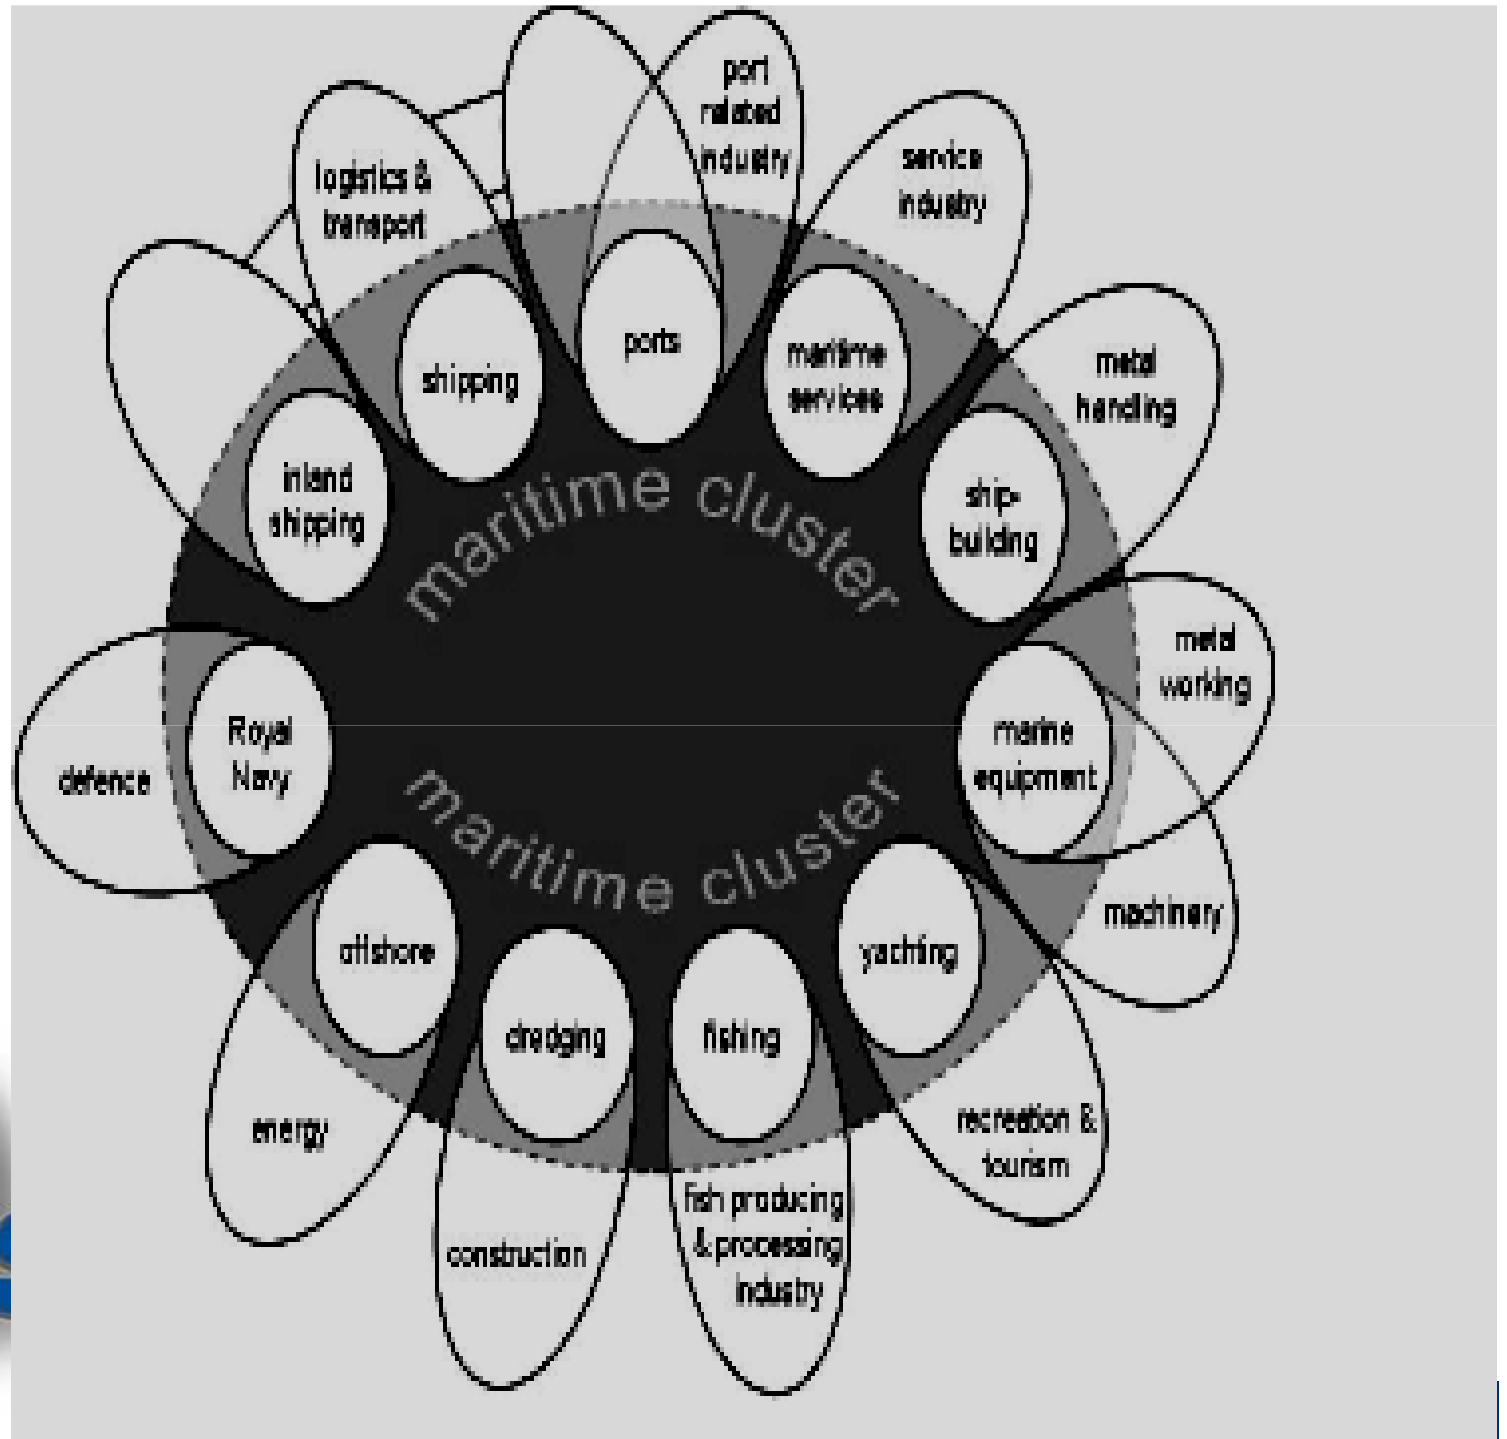 port
related
industry
service
industry
logistics &
transport
metal
handling
ports
maritime
services
shipping
inland
shipping
ship-
building
maritime cluster
metal
working
marine
equipment
Royal
Navy
defence
maritime cluster
machinery
offshore
yachting
dredging
fishing
energy
recreation &
tourism
construction
fish producing
& processing
industry